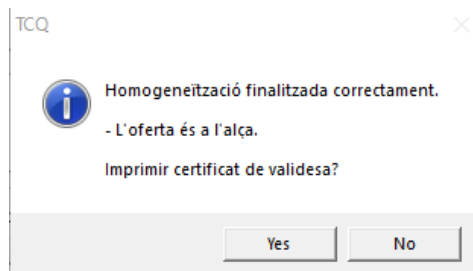 TCQ
Homogeneïtzació finalitzada correctament.
- L'oferta és a l'alça.
Imprimir certificat de validesa?
Yes
No